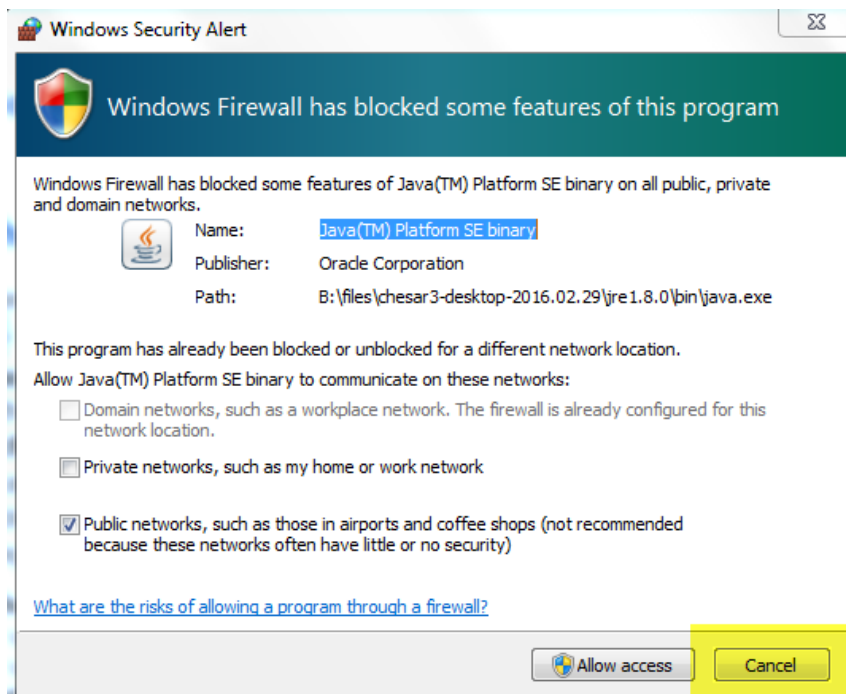 Windows Security Alert
Windows Firewall has blocked some features of this program
Windows Firewall has blocked some features of Java(TM) Platform SE binary on all public, private
and domain networks.
Name: Java(TM) Platform SE binary
Publisher: Oracle Corporation
Path: B:\files\chesar3-desktop-2016.02.29\jre1.8.0\bin\java.exe
This program has already been blocked or unblocked for a different network location.
Allow Java(TM) Platform SE binary to communicate on these networks:
Domain networks, such as a workplace network. The firewall is already configured for this
network location.
Private networks, such as my home or work network
Public networks, such as those in airports and coffee shops (not recommended
because these networks often have little or no security)
What are the risks of allowing a program through a firewall?
Allow access Cancel